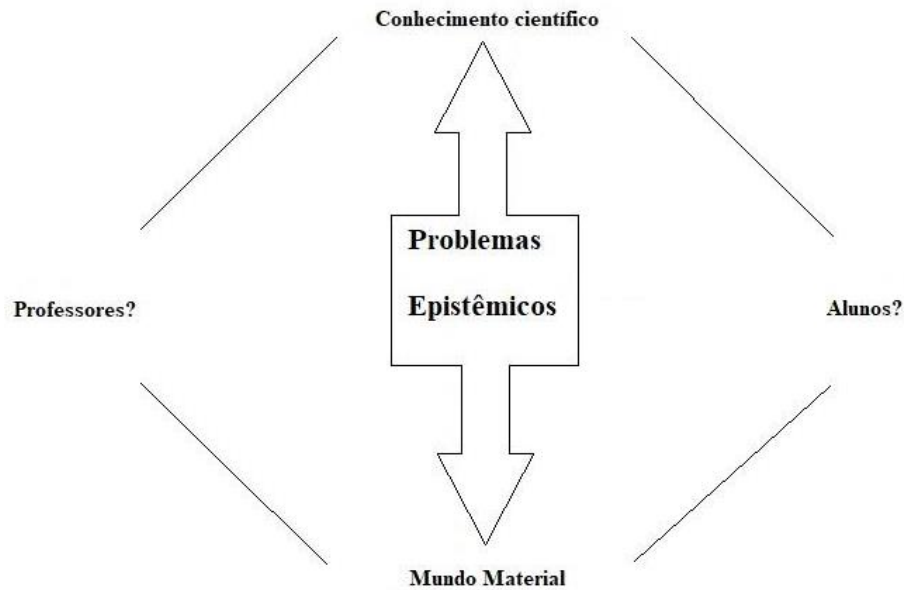 Conhecimento científico
Problemas
Epistêmicos
Professores?
Alunos?
Mundo Material